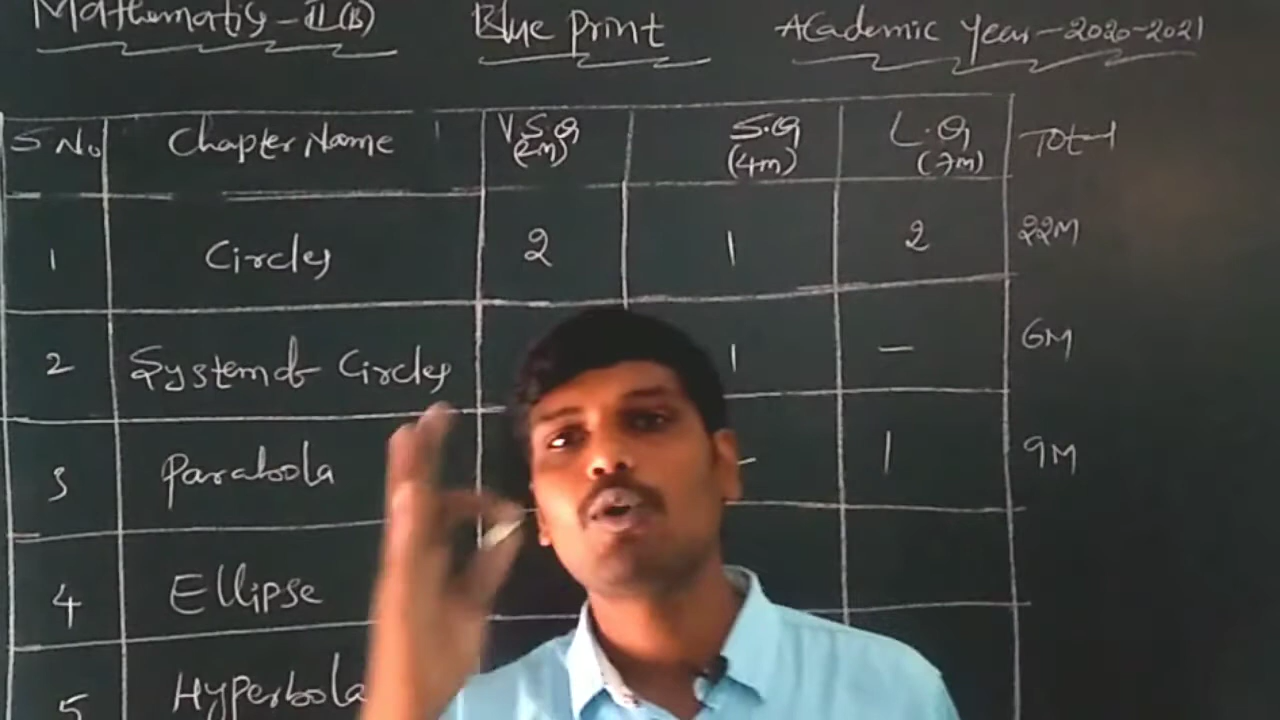 Mathematics-II(B) Blue print Academic year-2020-2021
S No Chapter Name V.S.Q S.Q L.Q Total
(2m) (4m) (7m)
1 Circles 2 1 2 22M
2 System of Circles 1 - 6M
3 Parabola - 1 9M
4 Ellipse
5 Hyperbola